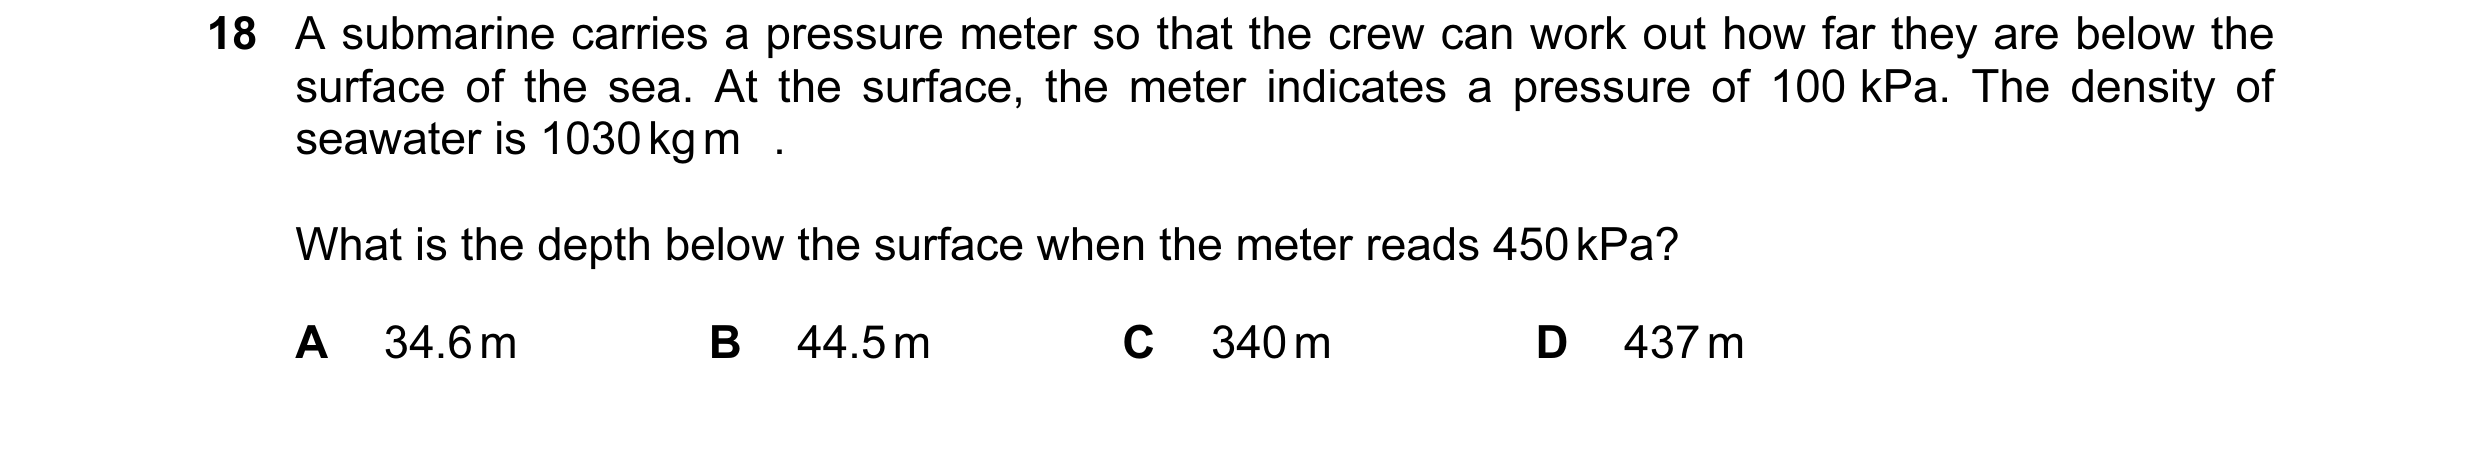 18 A submarine carries a pressure meter so that the crew can work out how far they are below the
surface of the sea. At the surface, the meter indicates a pressure of 100 kPa. The density of
seawater is 1030 kg m .
What is the depth below the surface when the meter reads 450 kPa?
A 34.6 m B 44.5 m C 340 m D 437 m